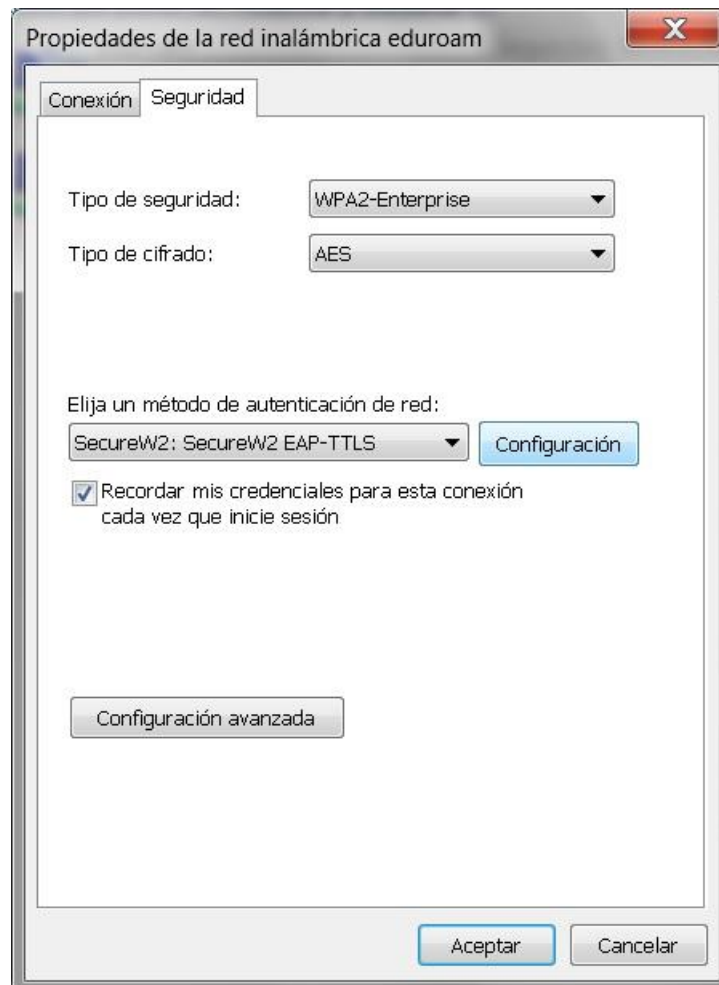 Propiedades de la red inalámbrica eduroam
Conexión Seguridad
Tipo de seguridad: WPA2-Enterprise
Tipo de cifrado: AES
Elija un método de autenticación de red:
SecureW2: SecureW2 EAP-TTLS Configuración
Recordar mis credenciales para esta conexión
cada vez que inicie sesión
Configuración avanzada
Aceptar Cancelar